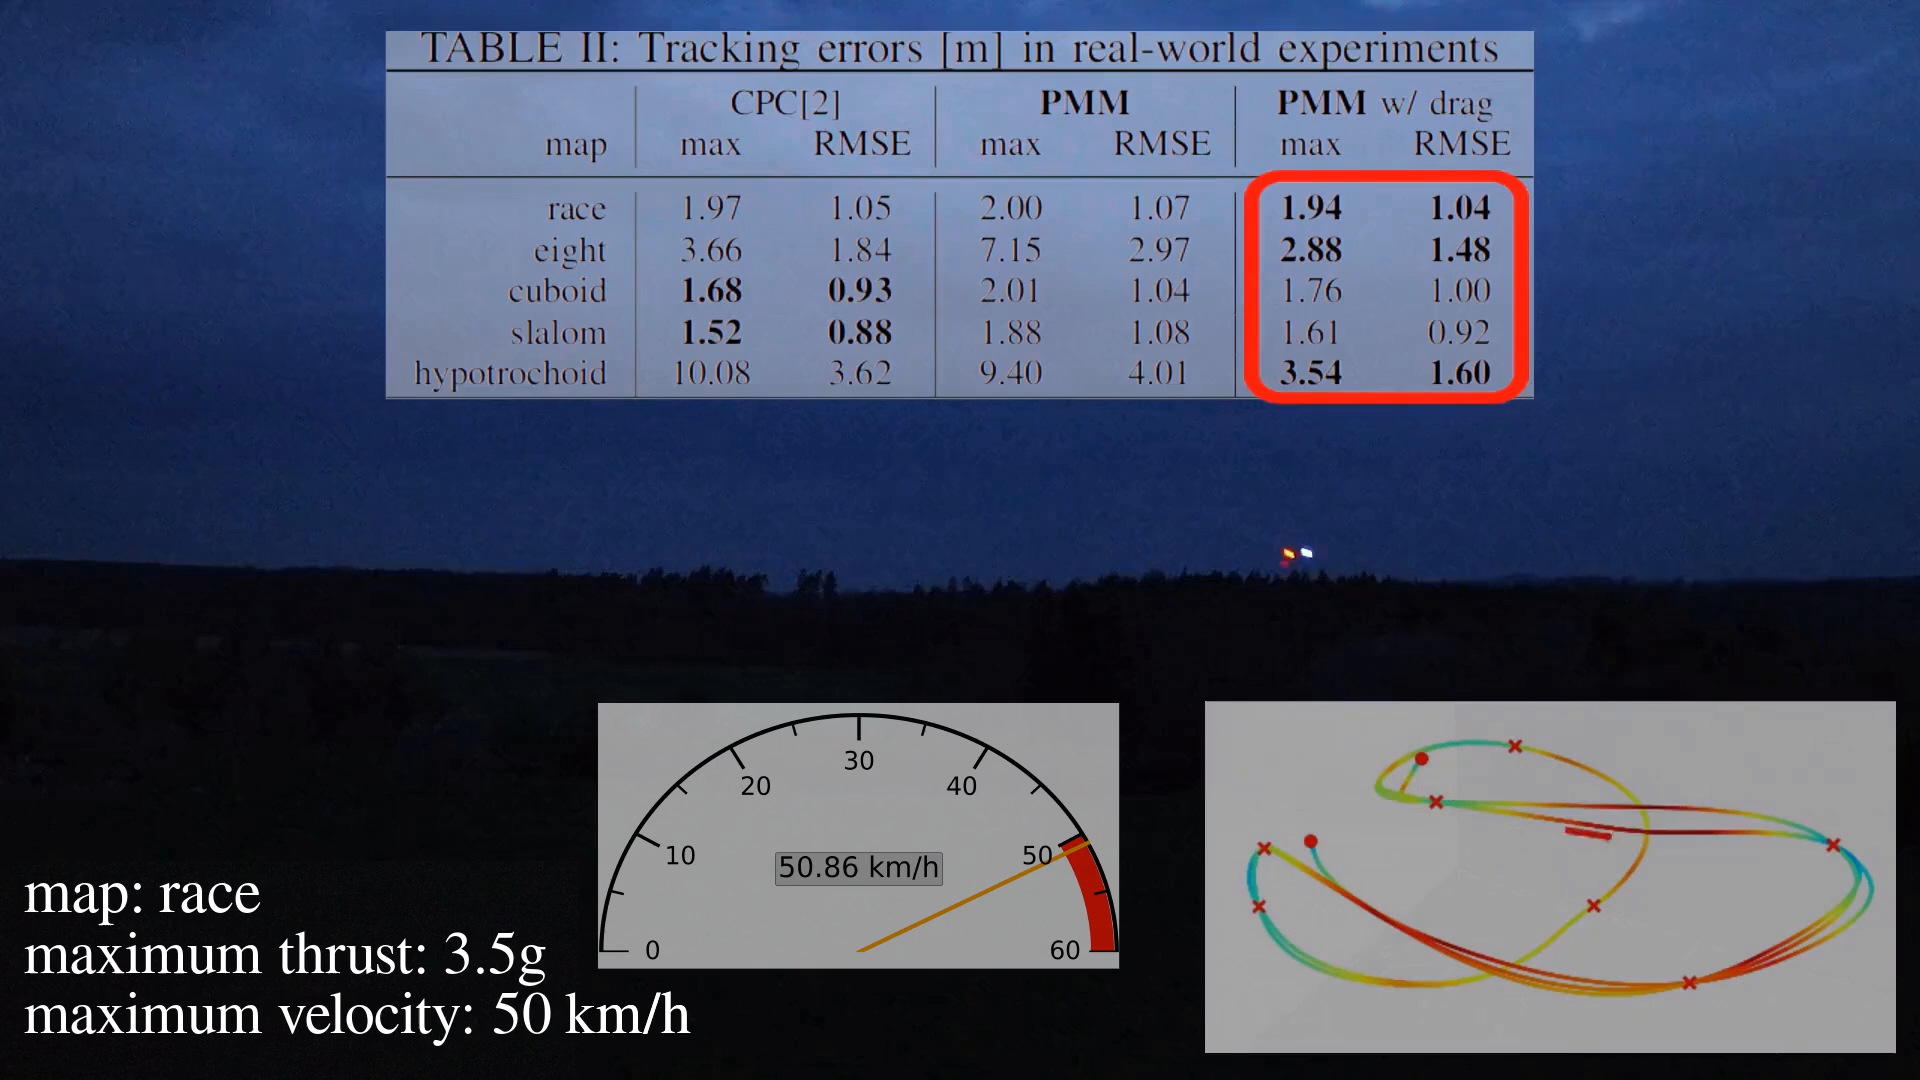 TABLE II: Tracking errors [m] in real-world experiments
CPC[2] PMM PMM w/ drag
map max RMSE max RMSE max RMSE
race 1.97 1.05 2.00 1.07 1.94 1.04
eight 3.66 1.84 7.15 2.97 2.88 1.48
cuboid 1.68 0.93 2.01 1.04 1.76 1.00
slalom 1.52 0.88 1.88 1.08 1.61 0.92
hypotrochoid 10.08 3.62 9.40 4.01 3.54 1.60
0 10 20 30 40 50 60
50.86 km/h
map: race
maximum thrust: 3.5g
maximum velocity: 50 km/h